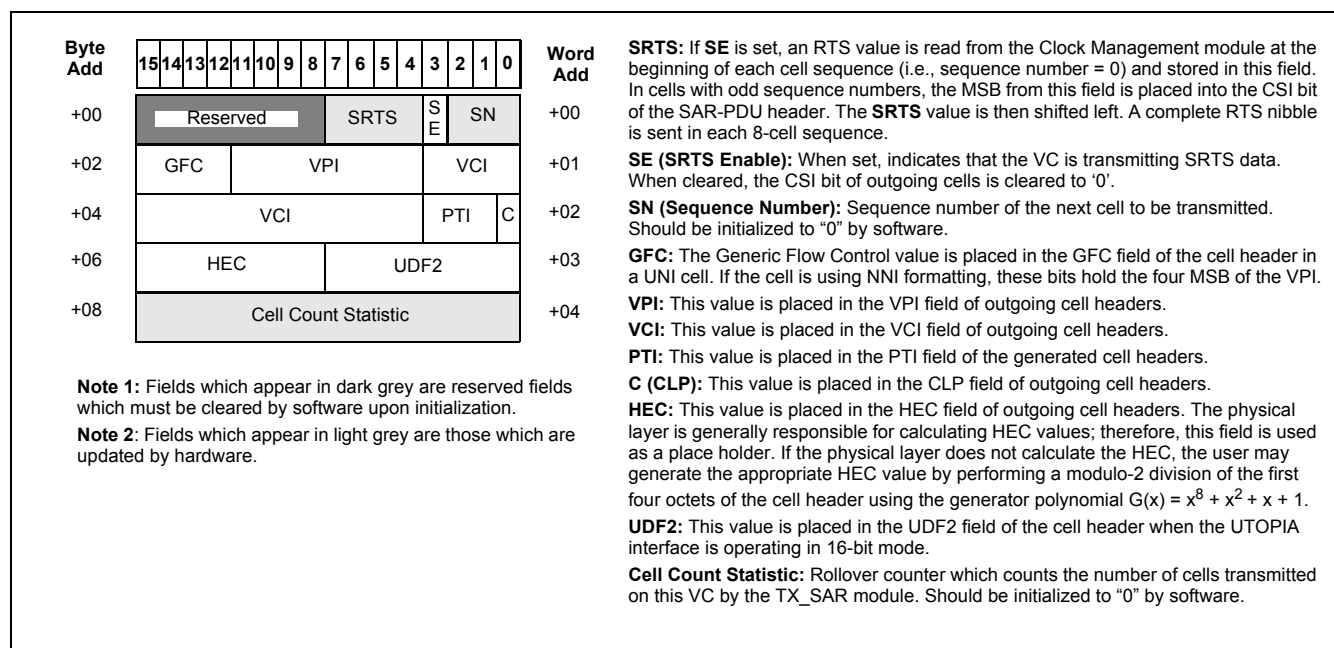 Byte Add 15 14 13 12 11 10 9 8 7 6 5 4 3 2 1 0 Word Add
+00 Reserved SRTS SE SN +00
+02 GFC VPI VCI +01
+04 VCI PTI C +02
+06 HEC UDF2 +03
+08 Cell Count Statistic +04
Note 1: Fields which appear in dark grey are reserved fields
which must be cleared by software upon initialization.
Note 2: Fields which appear in light grey are those which are
updated by hardware.
SRTS: If SE is set, an RTS value is read from the Clock Management module at the
beginning of each cell sequence (i.e., sequence number = 0) and stored in this field.
In cells with odd sequence numbers, the MSB from this field is placed into the CSI bit
of the SAR-PDU header. The SRTS value is then shifted left. A complete RTS nibble
is sent in each 8-cell sequence.
SE (SRTS Enable): When set, indicates that the VC is transmitting SRTS data.
When cleared, the CSI bit of outgoing cells is cleared to ‘0’.
SN (Sequence Number): Sequence number of the next cell to be transmitted.
Should be initialized to “0” by software.
GFC: The Generic Flow Control value is placed in the GFC field of the cell header in
a UNI cell. If the cell is using NNI formatting, these bits hold the four MSB of the VPI.
VPI: This value is placed in the VPI field of outgoing cell headers.
VCI: This value is placed in the VCI field of outgoing cell headers.
PTI: This value is placed in the PTI field of the generated cell headers.
C (CLP): This value is placed in the CLP field of outgoing cell headers.
HEC: This value is placed in the HEC field of outgoing cell headers. The physical
layer is generally responsible for calculating HEC values; therefore, this field is used
as a place holder. If the physical layer does not calculate the HEC, the user may
generate the appropriate HEC value by performing a modulo-2 division of the first
four octets of the cell header using the generator polynomial G(x) = x⁸ + x² + x + 1.
UDF2: This value is placed in the UDF2 field of the cell header when the UTOPIA
interface is operating in 16-bit mode.
Cell Count Statistic: Rollover counter which counts the number of cells transmitted
on this VC by the TX_SAR module. Should be initialized to “0” by software.